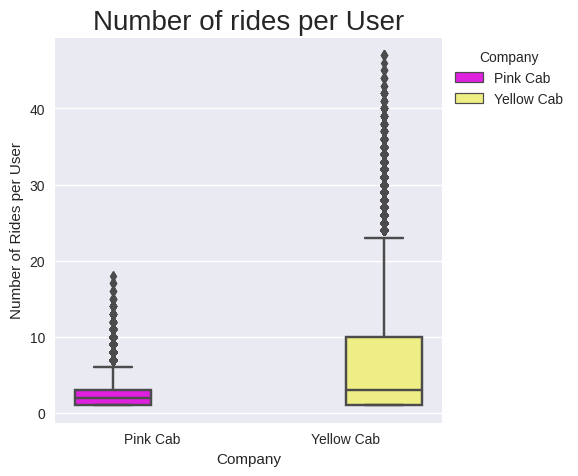 Number of rides per User
Company
Pink Cab
Yellow Cab
Number of Rides per User
40
30
20
10
0
Pink Cab
Yellow Cab
Company